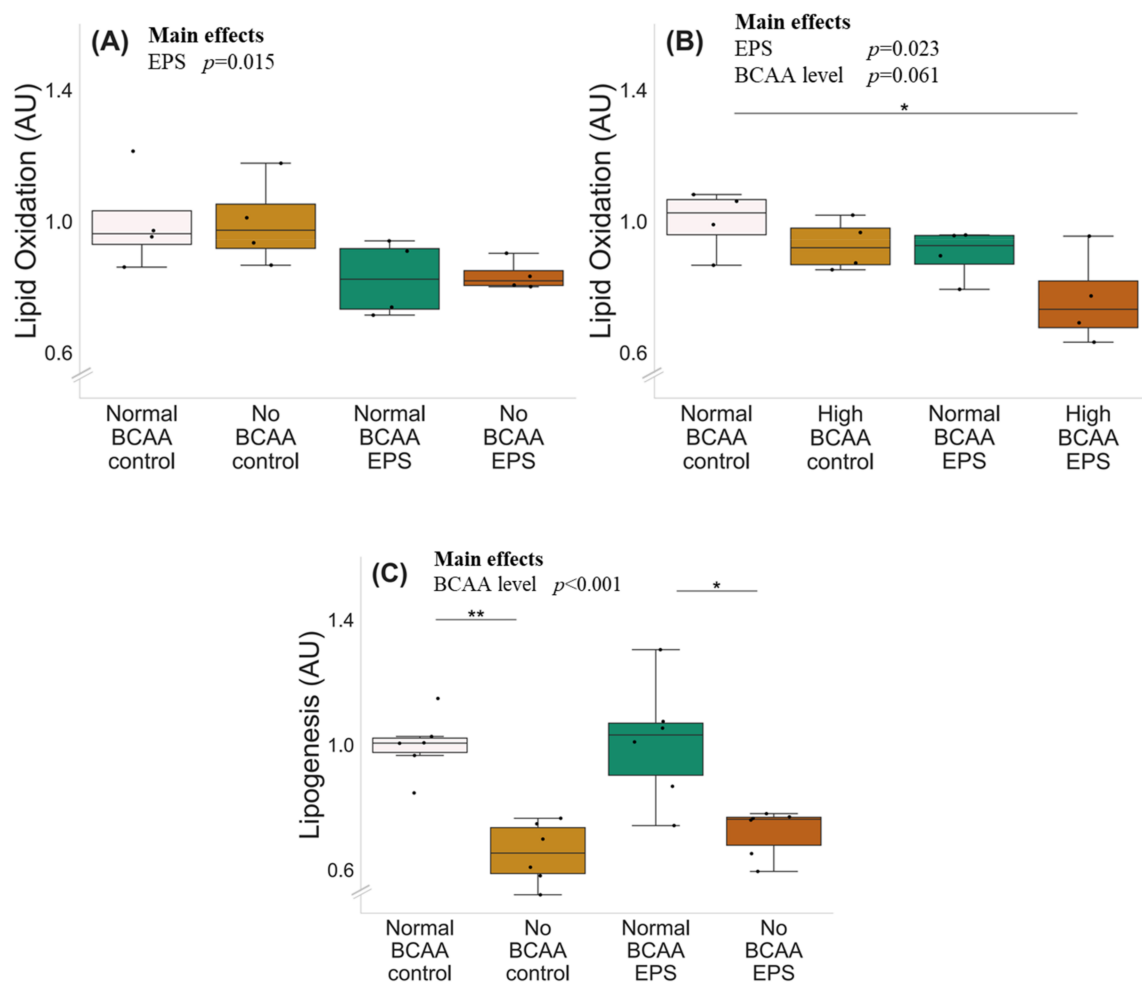 (A)
Main effects
EPS p=0.015
Lipid Oxidation (AU)
1.4
1.0
0.6
Normal BCAA control
No BCAA control
Normal BCAA EPS
No BCAA EPS
(B)
Main effects
EPS p=0.023
BCAA level p=0.061
*
Lipid Oxidation (AU)
1.4
1.0
0.6
Normal BCAA control
High BCAA control
Normal BCAA EPS
High BCAA EPS
(C)
Main effects
BCAA level p<0.001
**
*
Lipogenesis (AU)
1.4
1.0
0.6
Normal BCAA control
No BCAA control
Normal BCAA EPS
No BCAA EPS